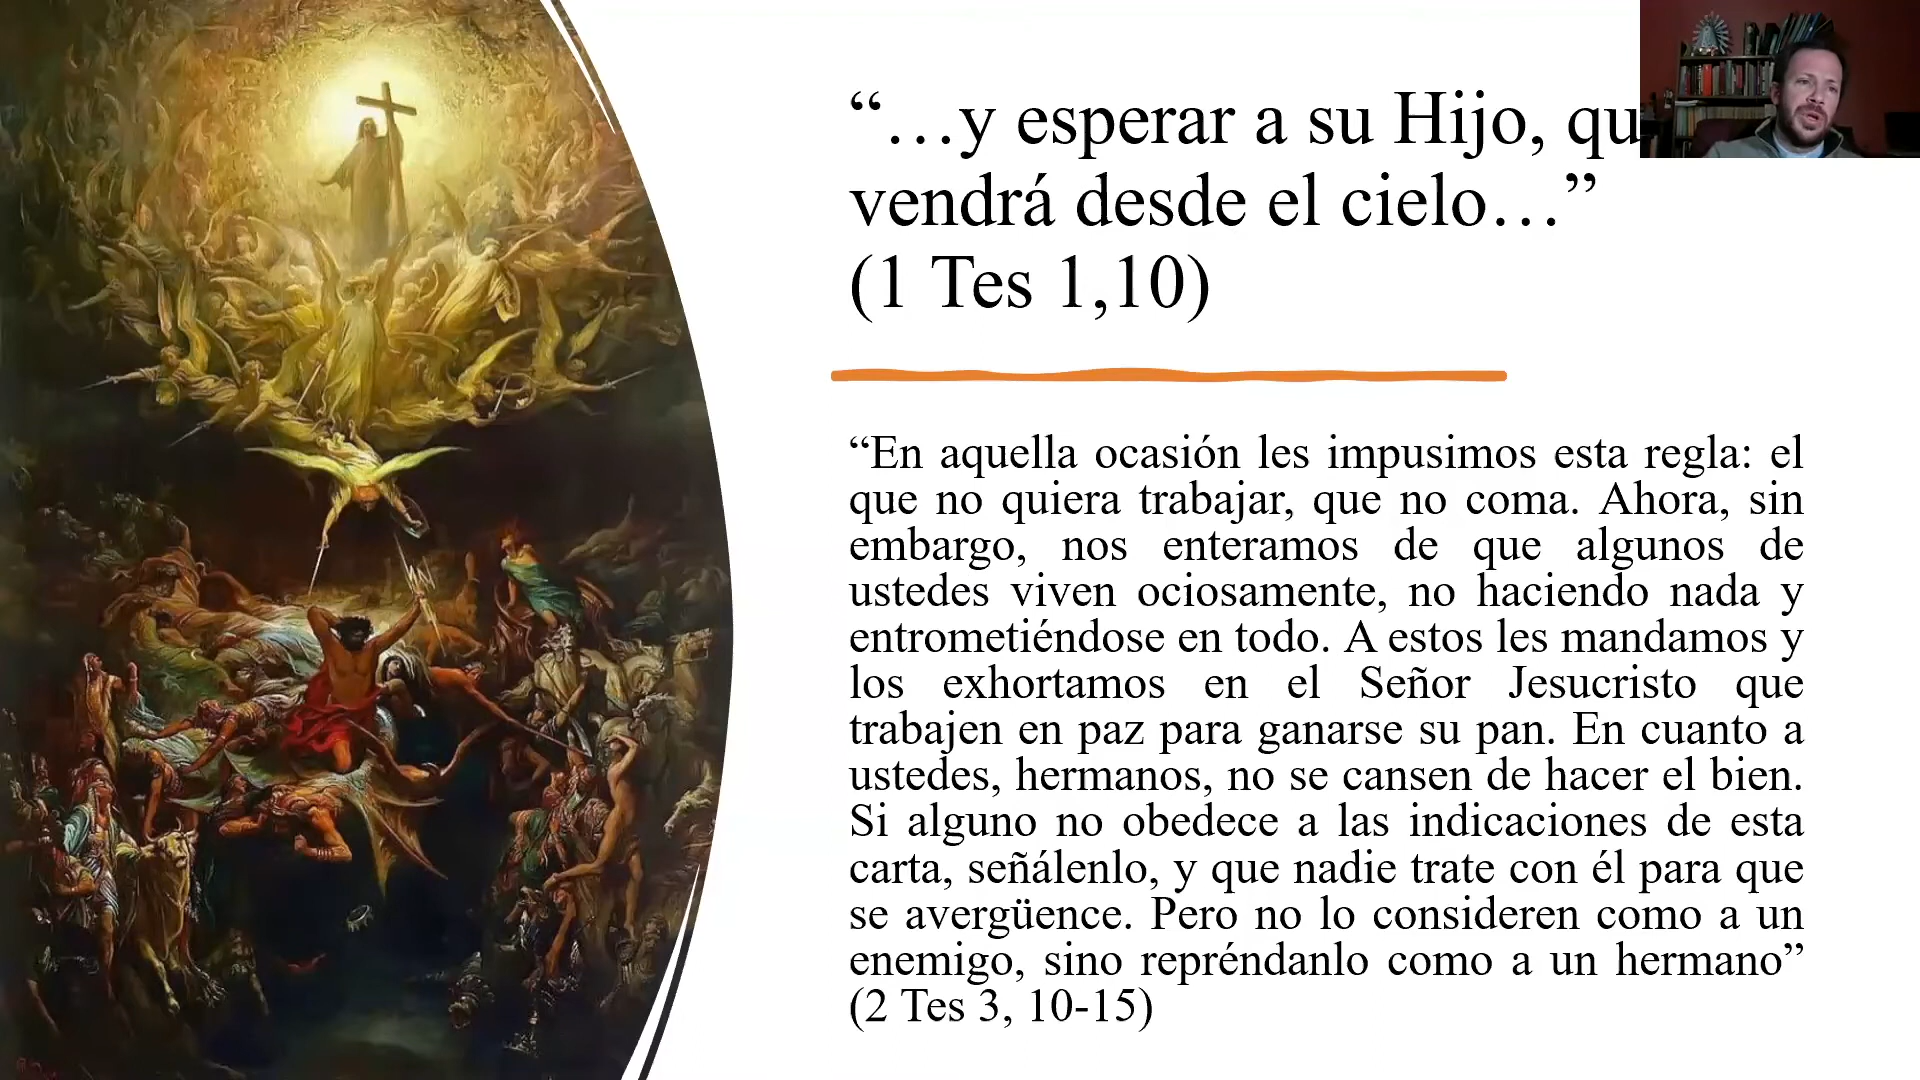 “…y esperar a su Hijo, qu
vendrá desde el cielo…”
(1 Tes 1,10)
“En aquella ocasión les impusimos esta regla: el
que no quiera trabajar, que no coma. Ahora, sin
embargo, nos enteramos de que algunos de
ustedes viven ociosamente, no haciendo nada y
entrometiéndose en todo. A estos les mandamos y
los exhortamos en el Señor Jesucristo que
trabajen en paz para ganarse su pan. En cuanto a
ustedes, hermanos, no se cansen de hacer el bien.
Si alguno no obedece a las indicaciones de esta
carta, señálenlo, y que nadie trate con él para que
se avergüence. Pero no lo consideren como a un
enemigo, sino repréndanlo como a un hermano”
(2 Tes 3, 10-15)